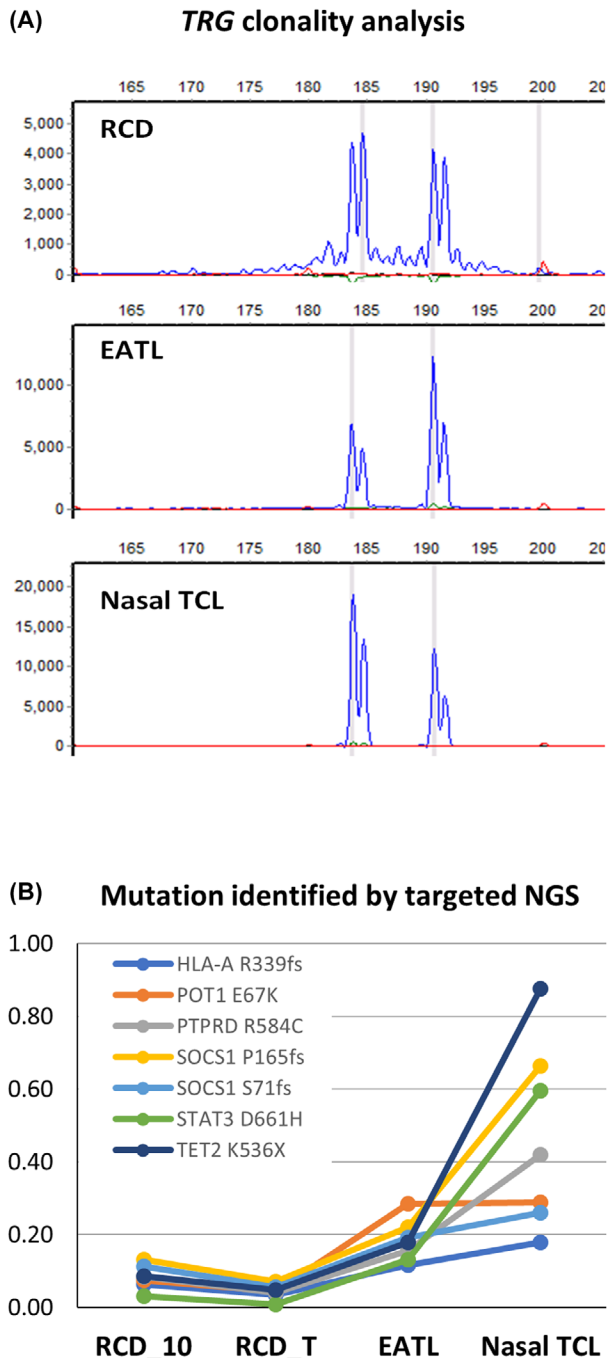 (A) TRG clonality analysis
165 170 175 180 185 190 195 200
RCD
5,000
4,000
3,000
2,000
1,000
0
165 170 175 180 185 190 195 200
EATL
10,000
5,000
0
165 170 175 180 185 190 195 200
Nasal TCL
20,000
15,000
10,000
5,000
0
(B) Mutation identified by targeted NGS
1.00
0.80
0.60
0.40
0.20
0.00
HLA-A R339fs
POT1 E67K
PTPRD R584C
SOCS1 P165fs
SOCS1 S71fs
STAT3 D661H
TET2 K536X
RCD_10 RCD_T EATL Nasal TCL